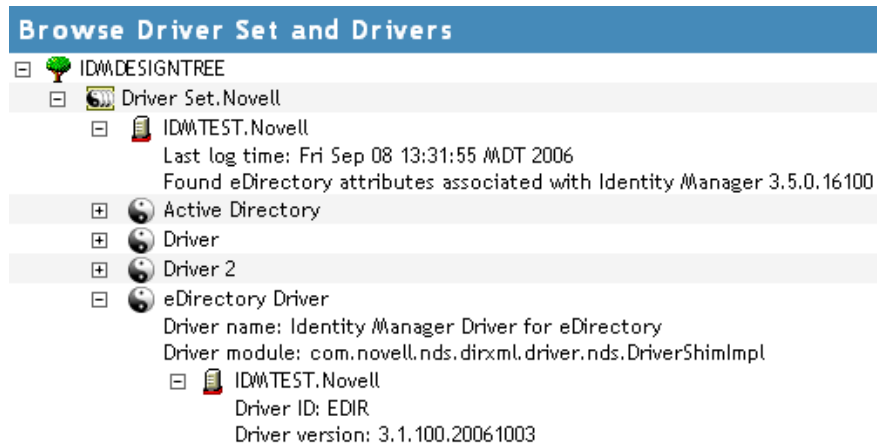 Browse Driver Set and Drivers
IDMDESIGNTREE
Driver Set.Novell
IDMTEST.Novell
Last log time: Fri Sep 08 13:31:55 MDT 2006
Found eDirectory attributes associated with Identity Manager 3.5.0.16100
Active Directory
Driver
Driver 2
eDirectory Driver
Driver name: Identity Manager Driver for eDirectory
Driver module: com.novell.nds.dirxml.driver.nds.DriverShimImpl
IDMTEST.Novell
Driver ID: EDIR
Driver version: 3.1.100.20061003